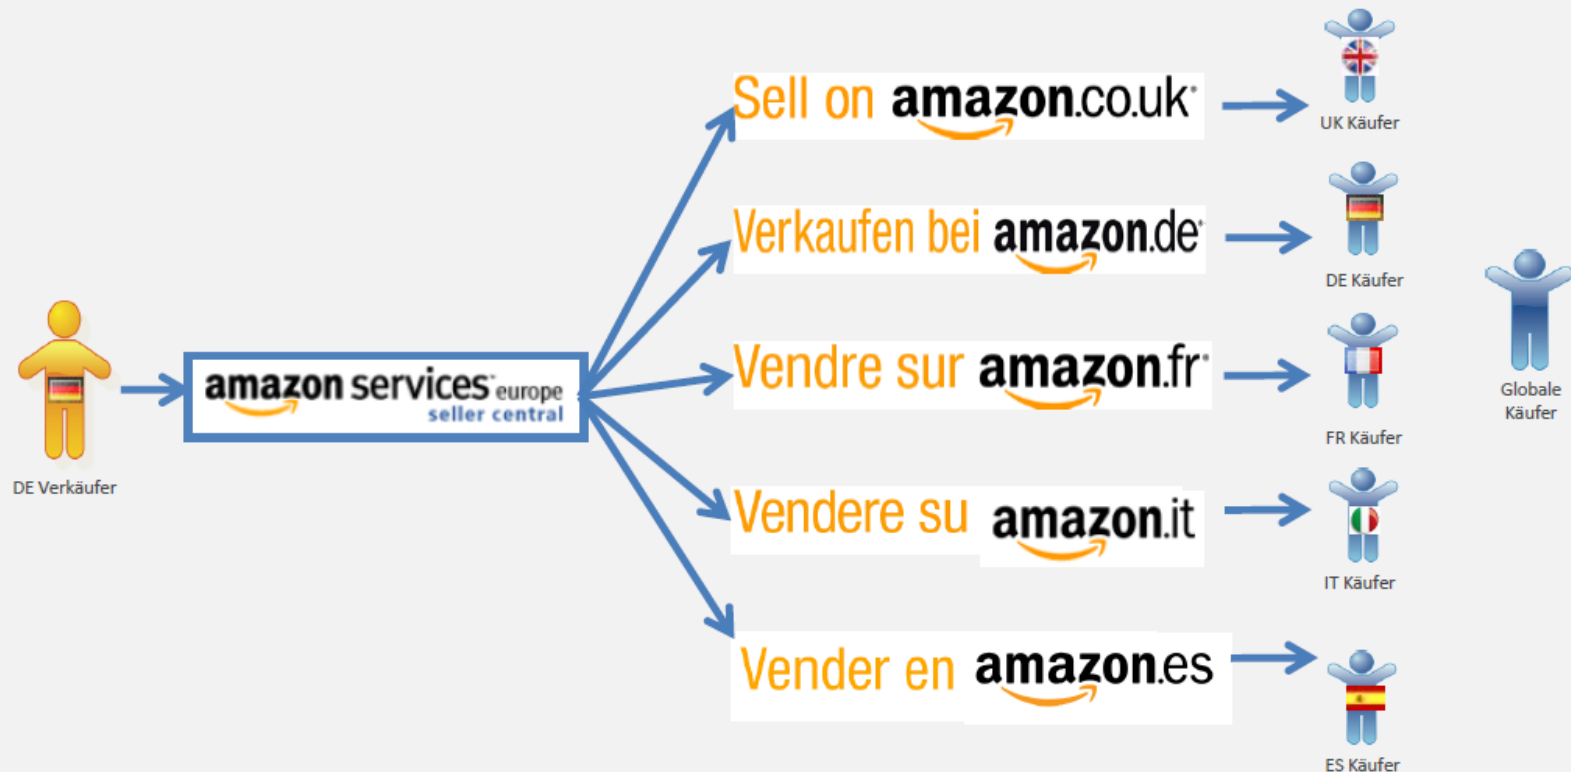 Sell on amazon.co.uk
UK Käufer
Verkaufen bei amazon.de
DE Käufer
DE Verkäufer
amazon services europe
seller central
Vendre sur amazon.fr
FR Käufer
Globale
Käufer
Vendere su amazon.it
IT Käufer
Vender en amazon.es
ES Käufer